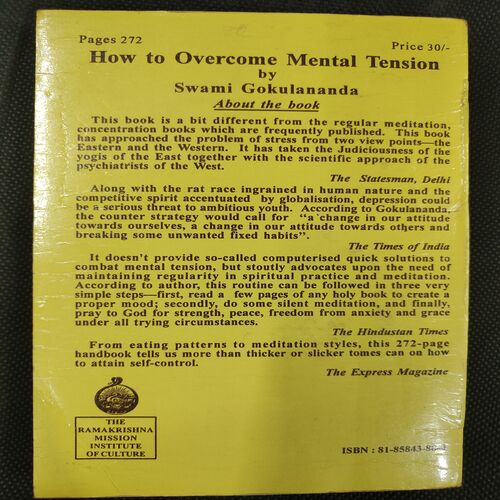 Pages 272
Price 30/-
How to Overcome Mental Tension
by
Swami Gokulananda
About the book
This book is a bit different from the regular meditation,
concentration books which are frequently published. This book
has approached the problem of stress from two view points—the
Eastern and the Western. It has taken the Judiciousness of the
yogis of the East together with the scientific approach of the
psychiatrists of the West.
The Statesman, Delhi
Along with the rat race ingrained in human nature and the
competitive spirit accentuated by globalisation, depression could
be a serious threat to ambitious youth. According to Gokulananda,
the counter strategy would call for "a change in our attitude
towards ourselves, a change in our attitude towards others and
breaking some unwanted fixed habits".
The Times of India
It doesn't provide so-called computerised quick solutions to
combat mental tension, but stoutly advocates upon the need of
maintaining regularity in spiritual practice and meditation.
According to author, this routine can be followed in three very
simple steps—first, read a few pages of any holy book to create a
proper mood; secondly, do some silent meditation, and finally,
pray to God for strength, peace, freedom from anxiety and grace
under all trying circumstances.
The Hindustan Times
From eating patterns to meditation styles, this 272-page
handbook tells us more than thicker or slicker tomes can on how
to attain self-control.
The Express Magazine
THE
RAMAKRISHNA
MISSION
INSTITUTE
OF CULTURE
ISBN : 81-85843-